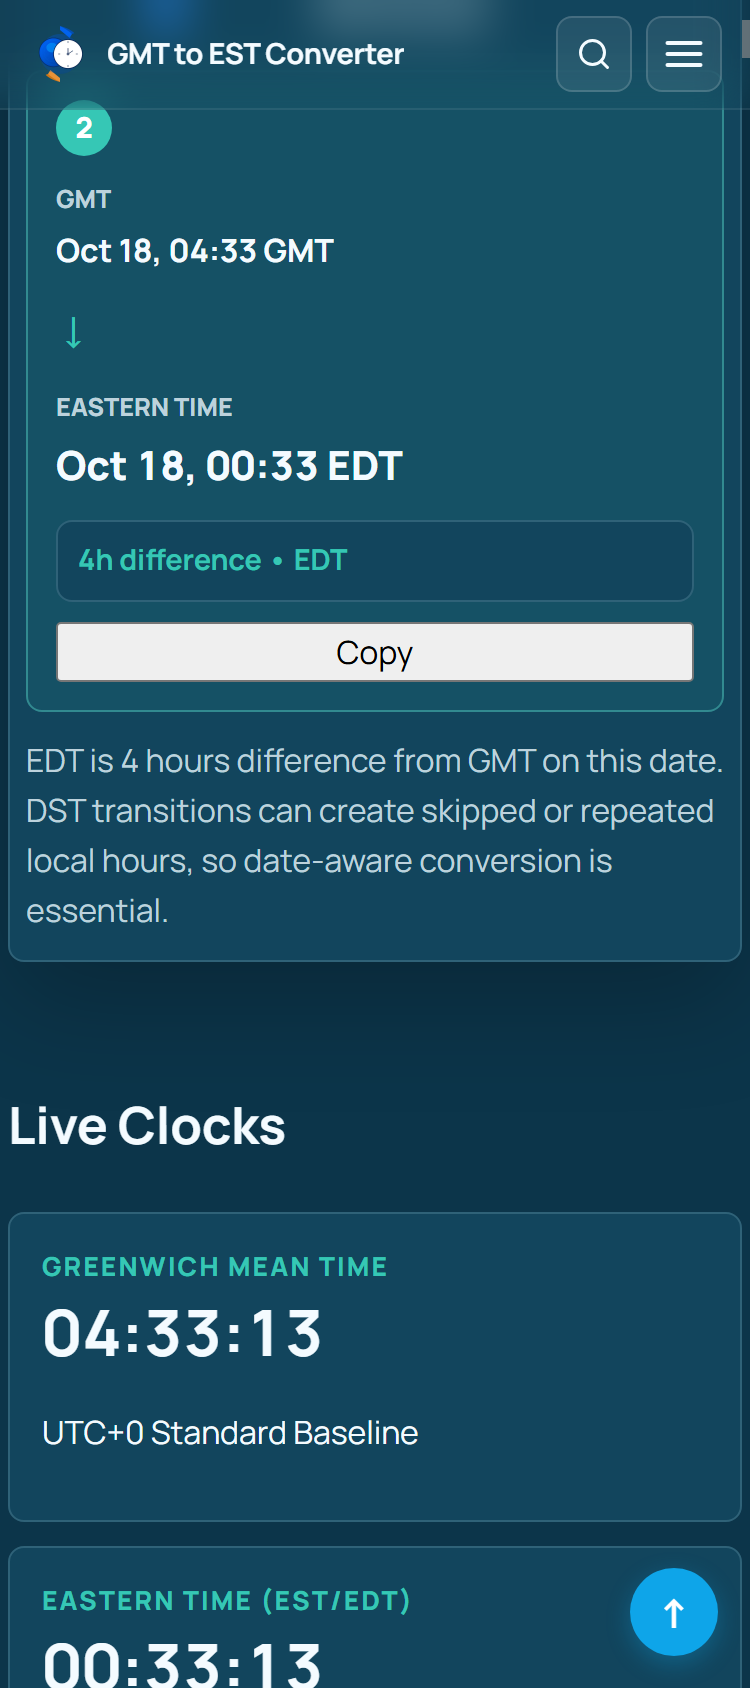 GMT to EST Converter
2
GMT
Oct 18, 04:33 GMT
↓
EASTERN TIME
Oct 18, 00:33 EDT
4h difference • EDT
Copy
EDT is 4 hours difference from GMT on this date.
DST transitions can create skipped or repeated
local hours, so date-aware conversion is
essential.
Live Clocks
GREENWICH MEAN TIME
04:33:13
UTC+0 Standard Baseline
EASTERN TIME (EST/EDT)
↑
00:33:13